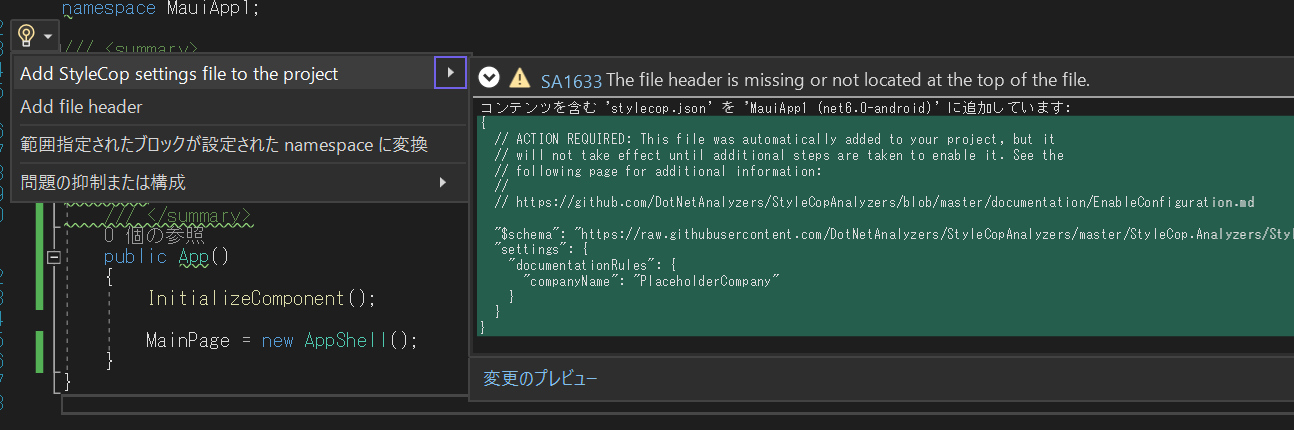 namespace MauiApp1;
/// <summary>
Add StyleCop settings file to the project
Add file header
範囲指定されたブロックが設定された namespace に変換
問題の抑制または構成
SA1633 The file header is missing or not located at the top of the file.
コンテンツを含む 'stylecop.json' を 'MauiApp1 (net6.0-android)' に追加しています:
{
// ACTION REQUIRED: This file was automatically added to your project, but it
// will not take effect until additional steps are taken to enable it. See the
// following page for additional information:
//
// https://github.com/DotNetAnalyzers/StyleCopAnalyzers/blob/master/documentation/EnableConfiguration.md
"$schema": "https://raw.githubusercontent.com/DotNetAnalyzers/StyleCopAnalyzers/master/StyleCop.Analyzers/Styl
"settings": {
"documentationRules": {
"companyName": "PlaceholderCompany"
}
}
}
変更のプレビュー
/// </summary>
0 個の参照
public App()
{
InitializeComponent();
MainPage = new AppShell();
}
}